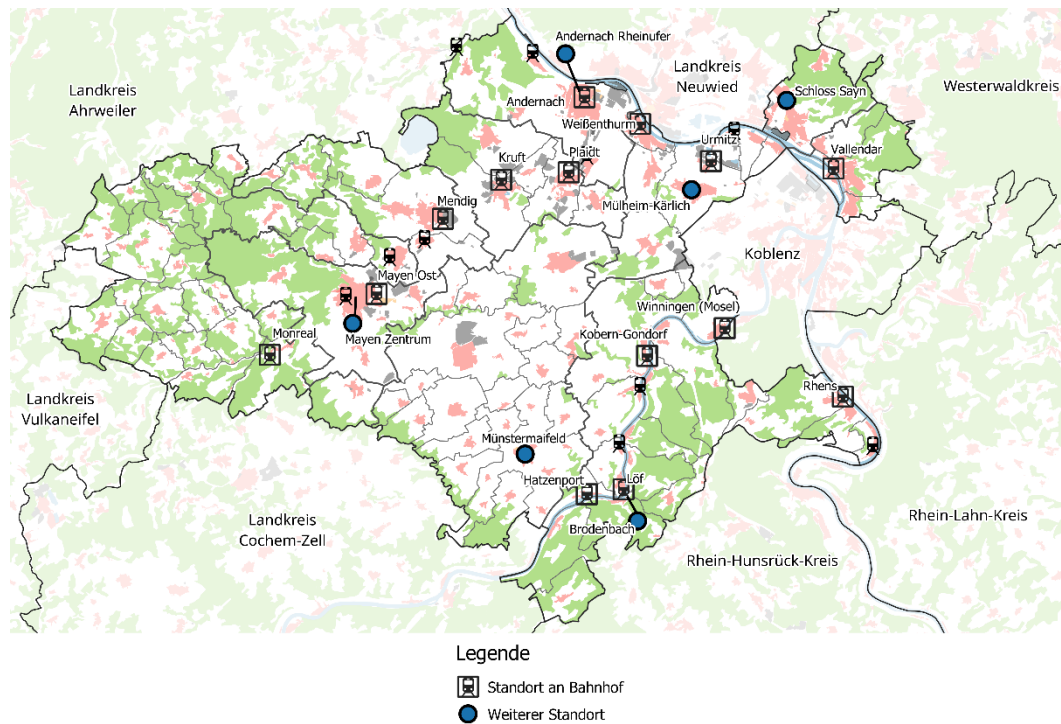 Andernach Rheinufer
Landkreis
Neuwied
Landkreis
Ahrweiler
Schloss Sayn
Westerwaldkreis
Andernach
Weißenthurm
Urmitz
Vallendar
Kruft
Plaidt
Mendig
Mülheim-Kärlich
Koblenz
Mayen Ost
Winningen (Mosel)
Monreal
Mayen Zentrum
Kobern-Gondorf
Rhens
Landkreis
Vulkaneifel
Münstermaifeld
Hatzenport
Löf
Rhein-Lahn-Kreis
Landkreis
Cochem-Zell
Brodenbach
Rhein-Hunsrück-Kreis
Legende
Standort an Bahnhof
Weiterer Standort